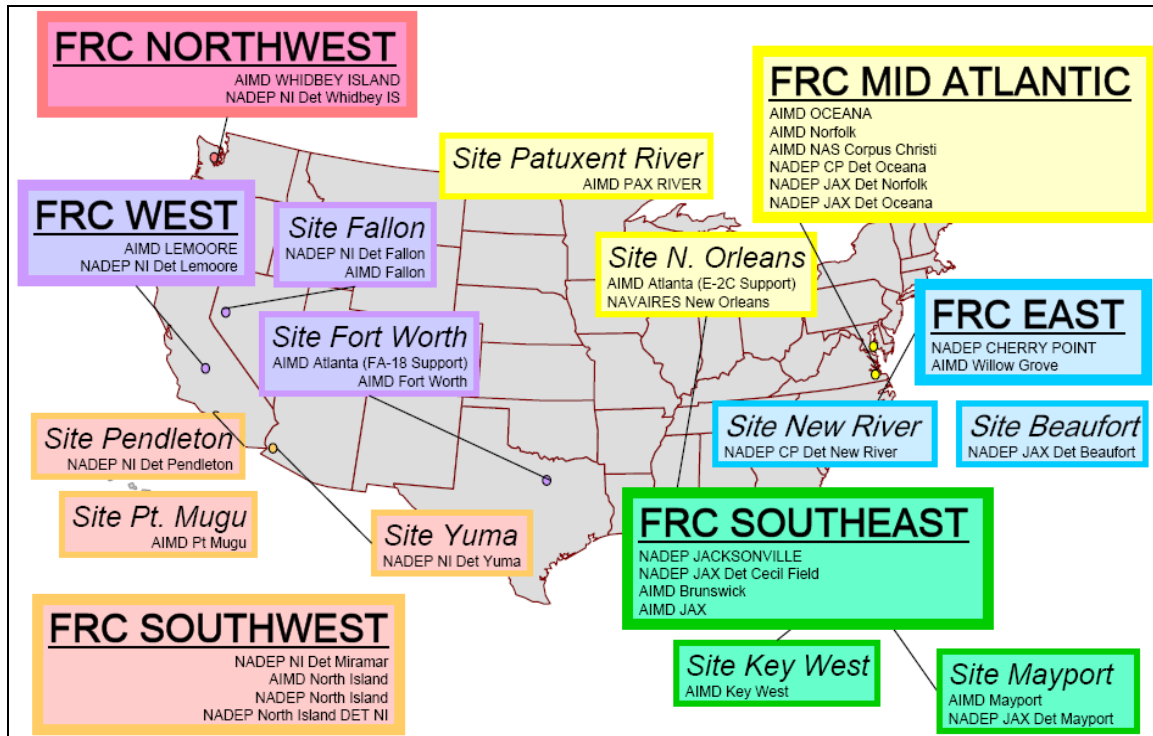 FRC NORTHWEST
AIMD WHIDBEY ISLAND
NADEP NI Det Whidbey IS
FRC MID ATLANTIC
AIMD OCEANA
AIMD Norfolk
AIMD NAS Corpus Christi
NADEP CP Det Oceana
NADEP JAX Det Norfolk
NADEP JAX Det Oceana
Site Patuxent River
AIMD PAX RIVER
FRC WEST
AIMD LEMOORE
NADEP NI Det Lemoore
Site Fallon
NADEP NI Det Fallon
AIMD Fallon
Site N. Orleans
AIMD Atlanta (E-2C Support)
NAVAIRES New Orleans
FRC EAST
NADEP CHERRY POINT
AIMD Willow Grove
Site Fort Worth
AIMD Atlanta (FA-18 Support)
AIMD Fort Worth
Site Pendleton
NADEP NI Det Pendleton
Site New River
NADEP CP Det New River
Site Beaufort
NADEP JAX Det Beaufort
Site Pt. Mugu
AIMD Pt Mugu
Site Yuma
NADEP NI Det Yuma
FRC SOUTHEAST
NADEP JACKSONVILLE
NADEP JAX Det Cecil Field
AIMD Brunswick
AIMD JAX
FRC SOUTHWEST
NADEP NI Det Miramar
AIMD North Island
NADEP North Island
NADEP North Island DET NI
Site Key West
AIMD Key West
Site Mayport
AIMD Mayport
NADEP JAX Det Mayport